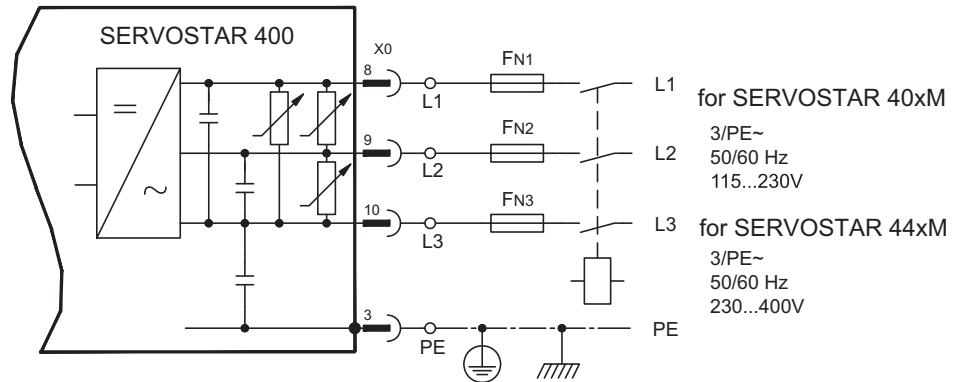 SERVOSTAR 400
X0
8
L1
FN1
L1
9
L2
FN2
L2
10
L3
FN3
L3
3
PE
PE
for SERVOSTAR 40xM
3/PE~
50/60 Hz
115...230V
for SERVOSTAR 44xM
3/PE~
50/60 Hz
230...400V